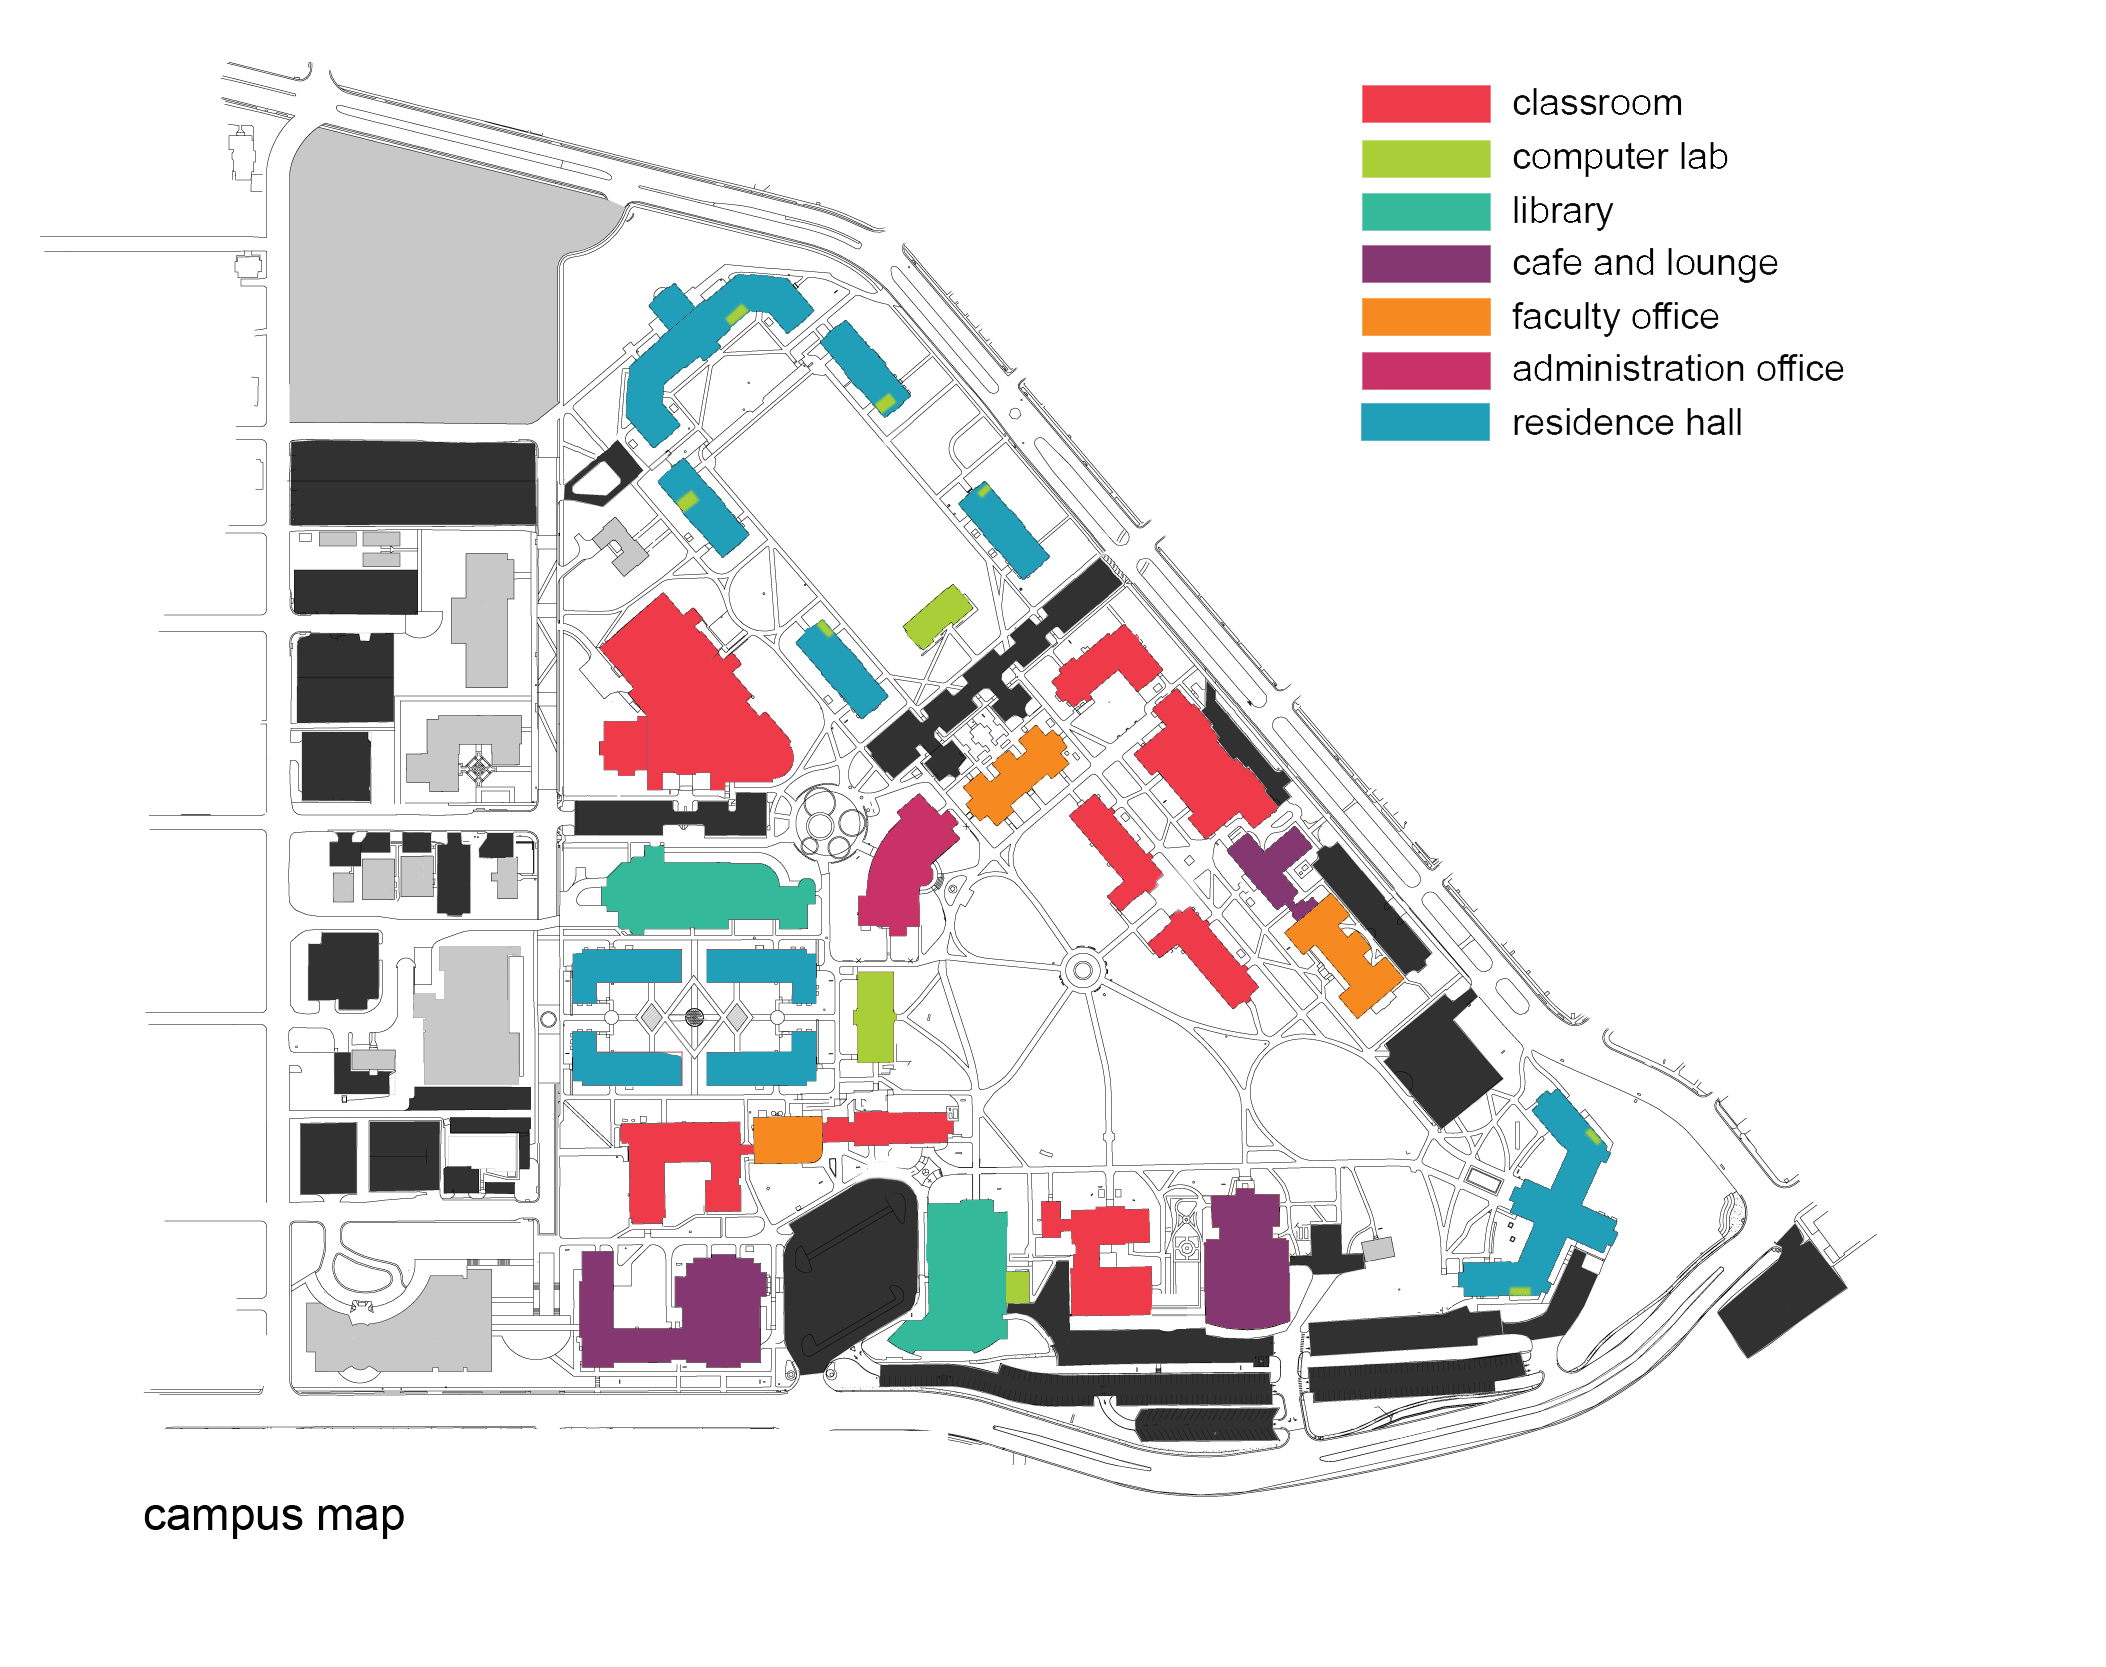 classroom
computer lab
library
cafe and lounge
faculty office
administration office
residence hall
campus map